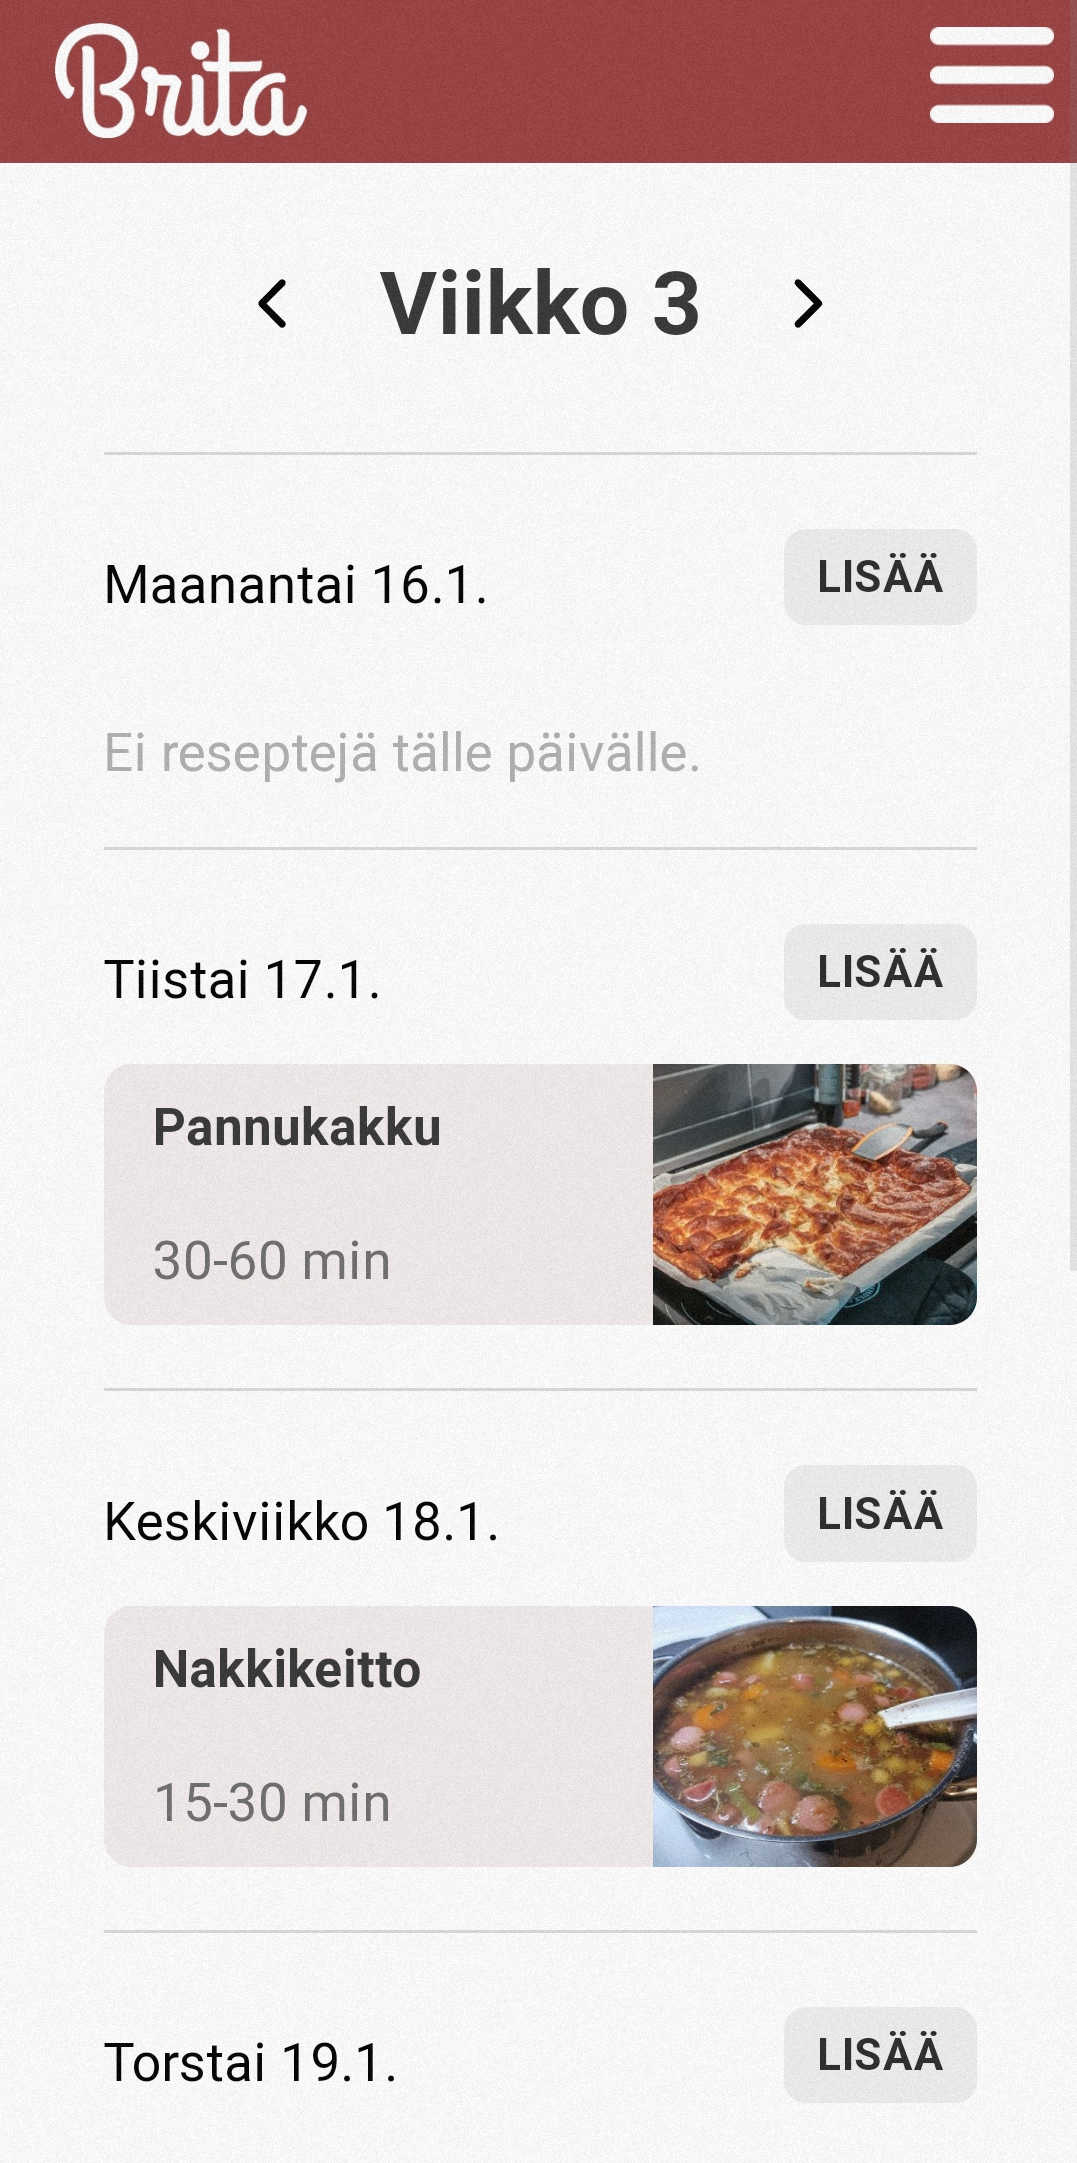 Brita
Viikko 3
Maanantai 16.1.
LISÄÄ
Ei reseptejä tälle päivälle.
Tiistai 17.1.
LISÄÄ
Pannukakku
30-60 min
Keskiviikko 18.1.
LISÄÄ
Nakkikeitto
15-30 min
Torstai 19.1.
LISÄÄ